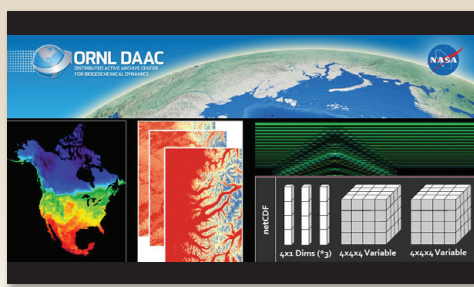 ORNL DAAC
DISTRIBUTED ACTIVE ARCHIVE CENTER
FOR BIOGEOCHEMICAL DYNAMICS
NASA
netCDF
4x1 Dims (*3)
4x4x4 Variable
4x4x4 Variable